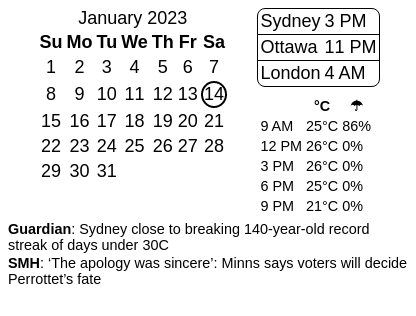 January 2023
Su Mo Tu We Th Fr Sa
1 2 3 4 5 6 7
8 9 10 11 12 13 14
15 16 17 18 19 20 21
22 23 24 25 26 27 28
29 30 31
Sydney 3 PM
Ottawa 11 PM
London 4 AM
°C ☂
9 AM 25°C 86%
12 PM 26°C 0%
3 PM 26°C 0%
6 PM 25°C 0%
9 PM 21°C 0%
Guardian: Sydney close to breaking 140-year-old record
streak of days under 30C
SMH: ‘The apology was sincere’: Minns says voters will decide
Perrottet’s fate